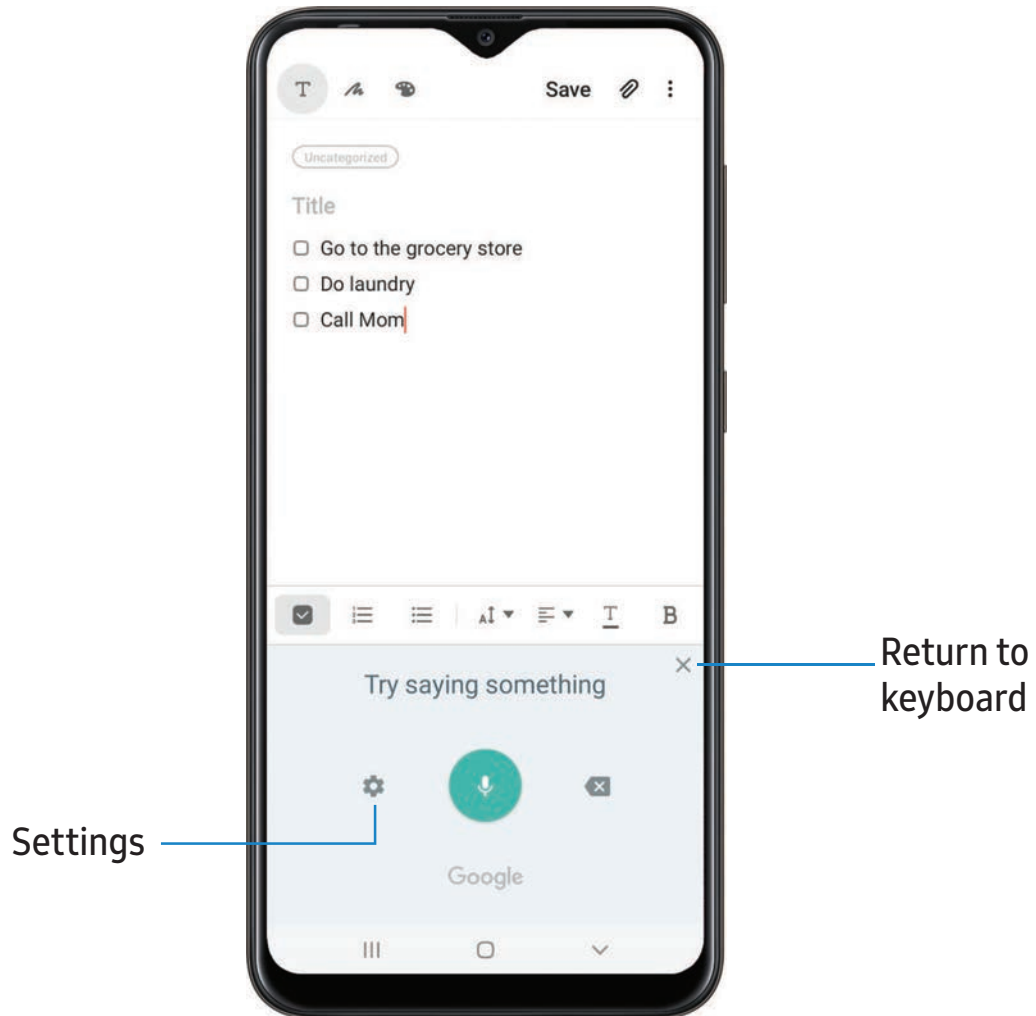 T
Save
Uncategorized
Title
Go to the grocery store
Do laundry
Call Mom
T B
Return to
keyboard
Try saying something
Settings
Google